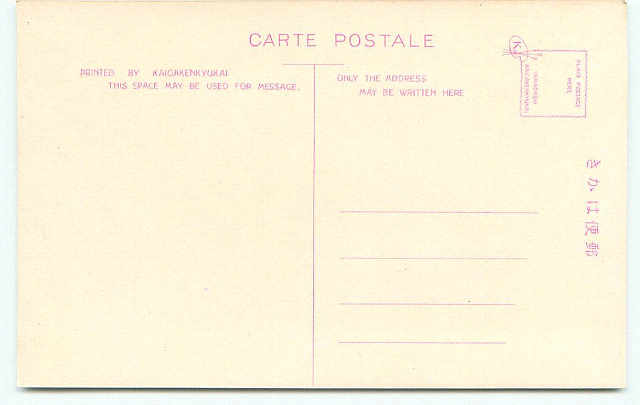 CARTE POSTALE
PRINTED BY KAIGAKENKYUKAI
THIS SPACE MAY BE USED FOR MESSAGE.
ONLY THE ADDRESS
MAY BE WRITTEN HERE
K
PLACE POSTAGE
HERE
きかは便郵